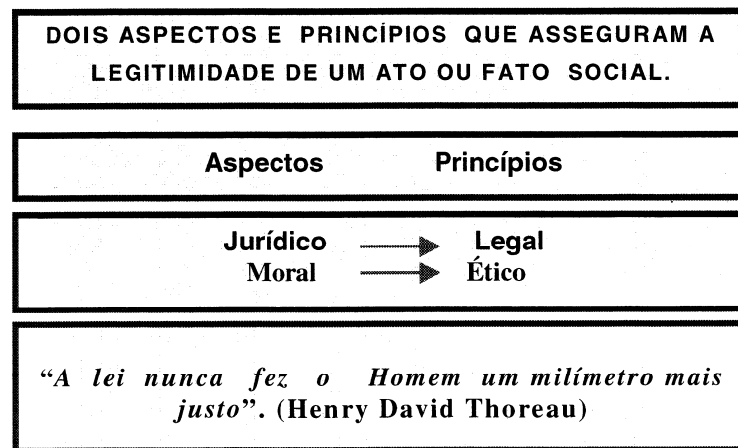 DOIS ASPECTOS E PRINCÍPIOS QUE ASSEGURAM A
LEGITIMIDADE DE UM ATO OU FATO SOCIAL.
Aspectos Princípios
Jurídico Legal
Moral Ético
“A lei nunca fez o Homem um milímetro mais
justo”. (Henry David Thoreau)